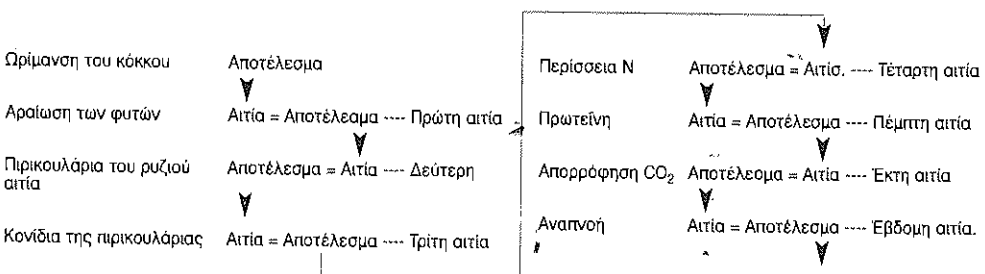 Ωρίμανση του κόκκου Αποτέλεσμα
Αραίωση των φυτών Αιτία = Αποτέλεσμα ---- Πρώτη αιτία
Πιρικουλάρια του ρυζιού Αποτέλεσμα = Αιτία ---- Δεύτερη
αιτία
Κονίδια της πιρικουλάριας Αιτία = Αποτέλεσμα ---- Τρίτη αιτία
Περίσσεια Ν Αποτέλεσμα = Αιτίσ. ---- Τέταρτη αιτία
Πρωτεΐνη Αιτία = Αποτέλεσμα ---- Πέμπτη αιτία
Απορρόφηση CO₂ Αποτέλεσμα = Αιτία ---- Έκτη αιτία
Αναπνοή Αιτία = Αποτέλεσμα ---- Έβδομη αιτία.